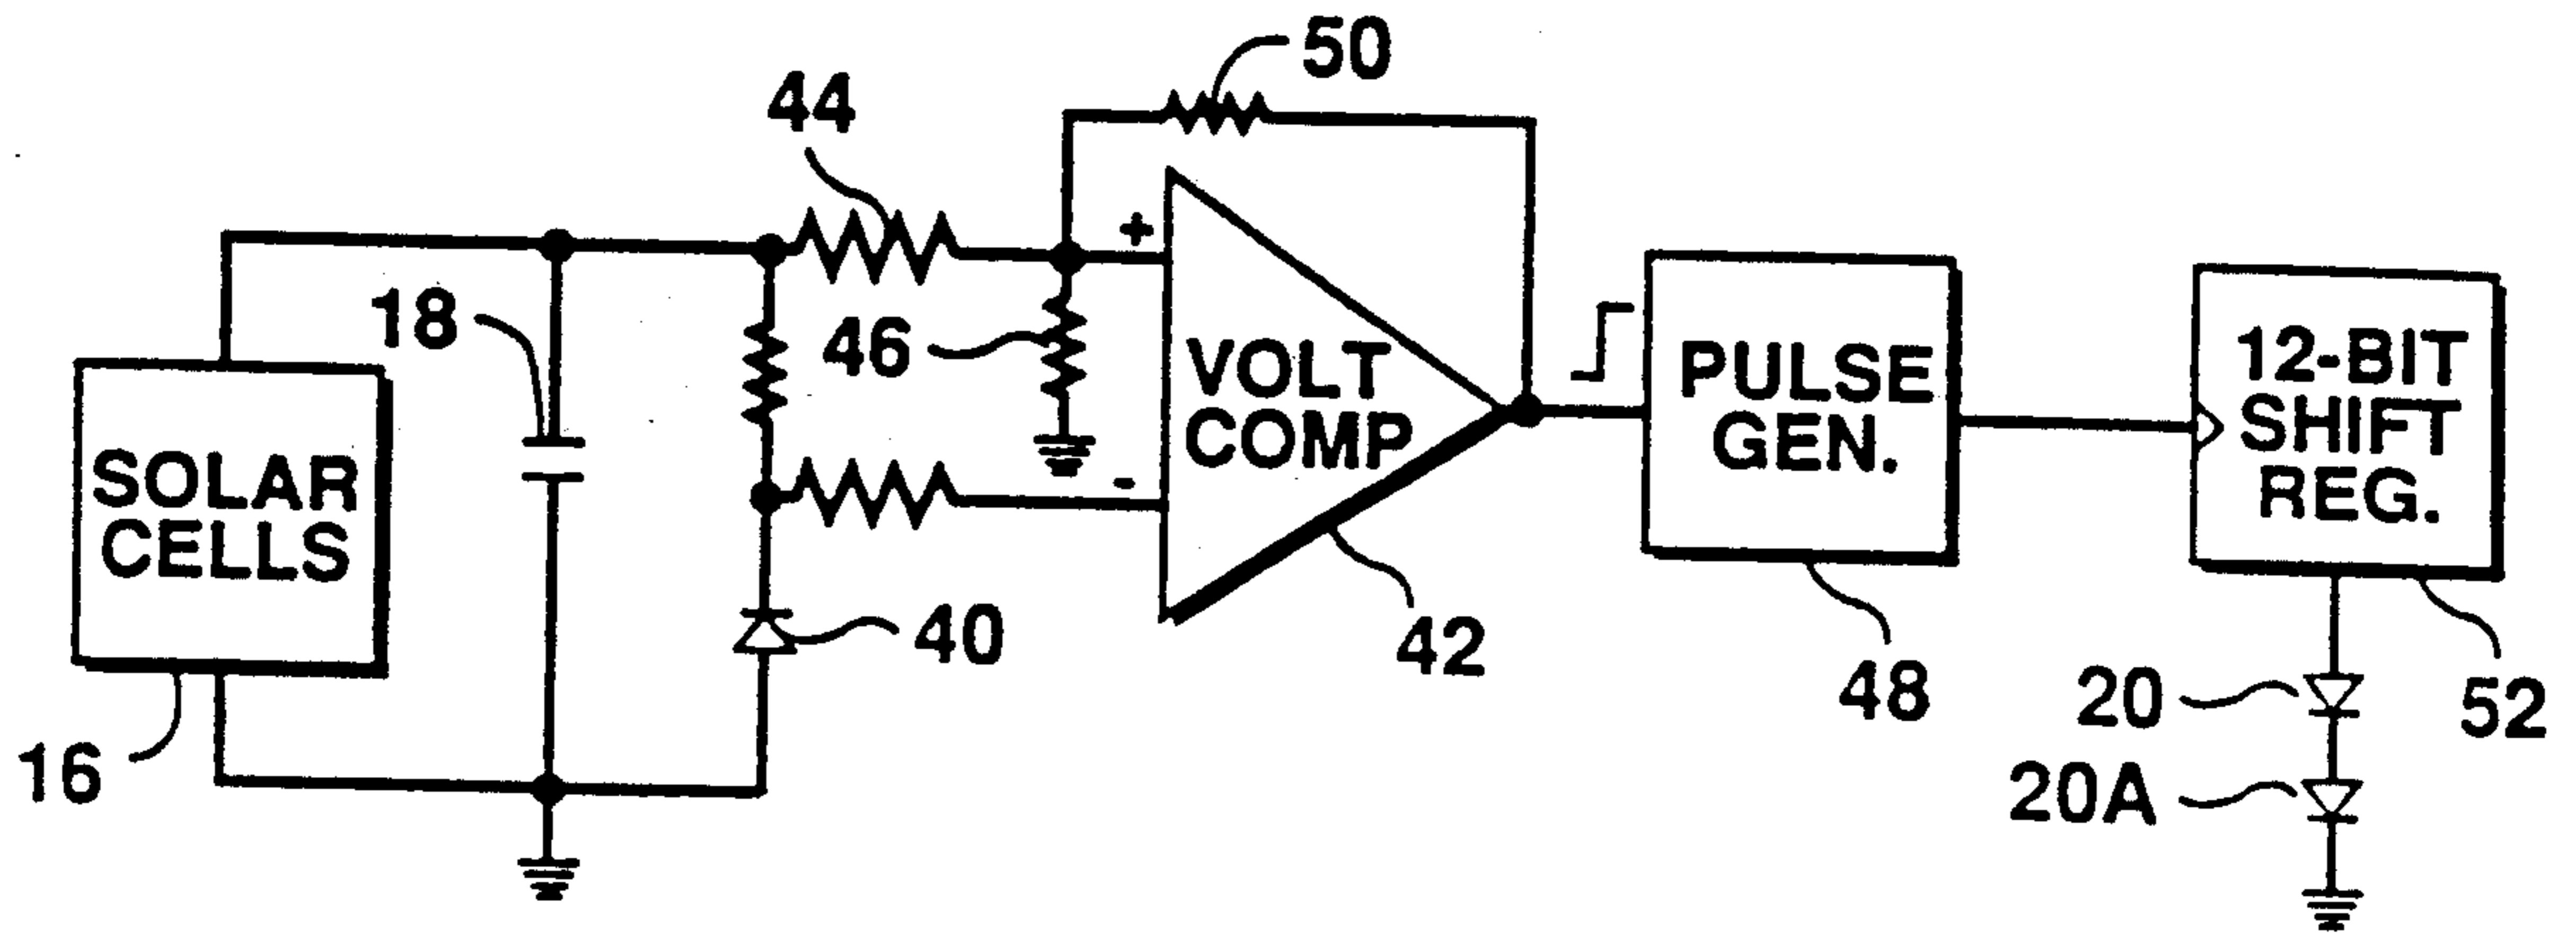 50
44
+
18
46
VOLT
COMP
PULSE
GEN.
12-BIT
SHIFT
REG.
SOLAR
CELLS
-
40
42
48
20
52
16
20A